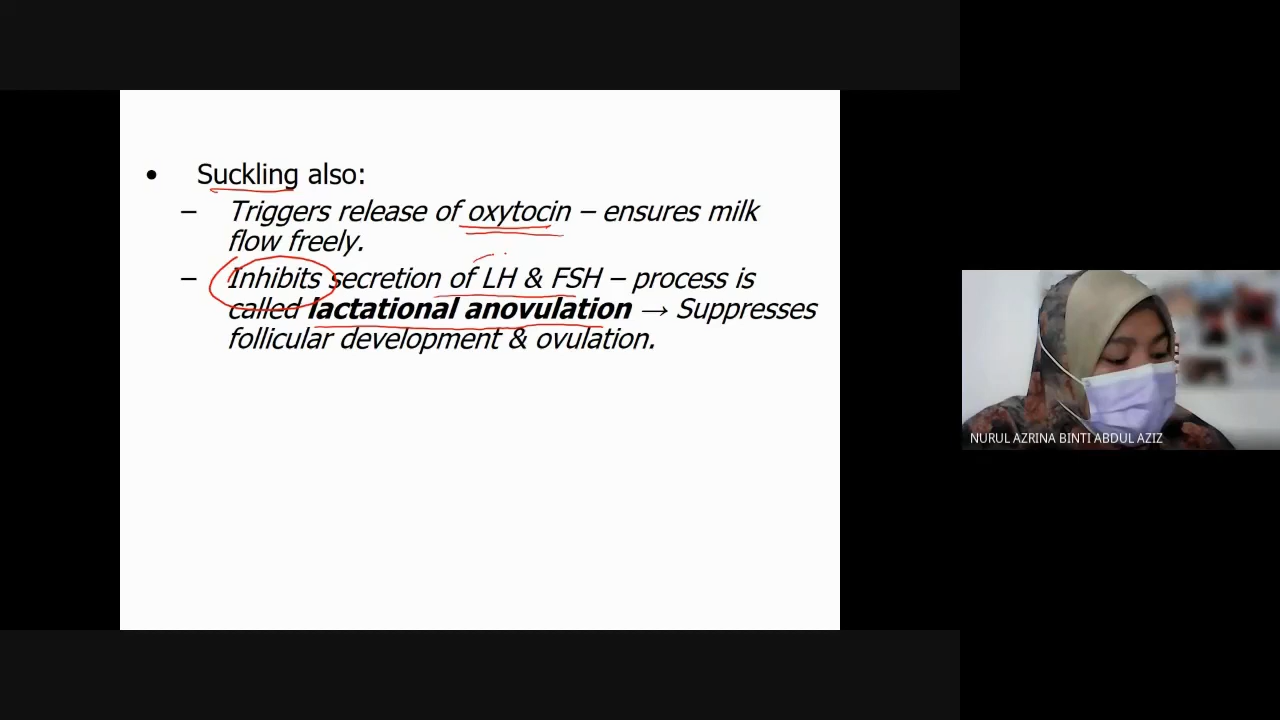 • Suckling also:
– Triggers release of oxytocin – ensures milk
flow freely.
– Inhibits secretion of LH & FSH – process is
called lactational anovulation → Suppresses
follicular development & ovulation.
NURUL AZRINA BINTI ABDUL AZIZ